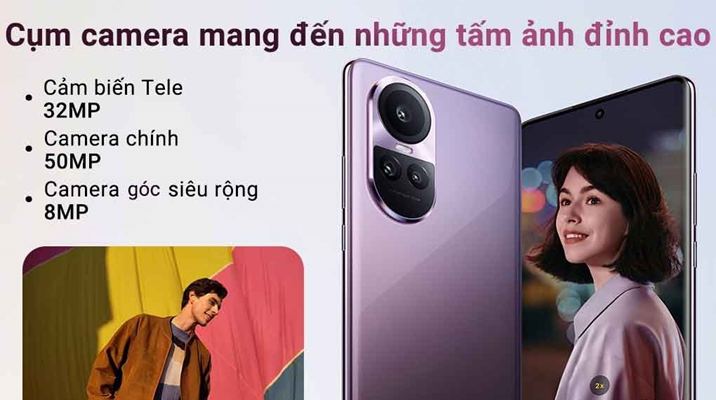 Cụm camera mang đến những tấm ảnh đỉnh cao
Cảm biến Tele
32MP
Camera chính
50MP
Camera góc siêu rộng
8MP
2x